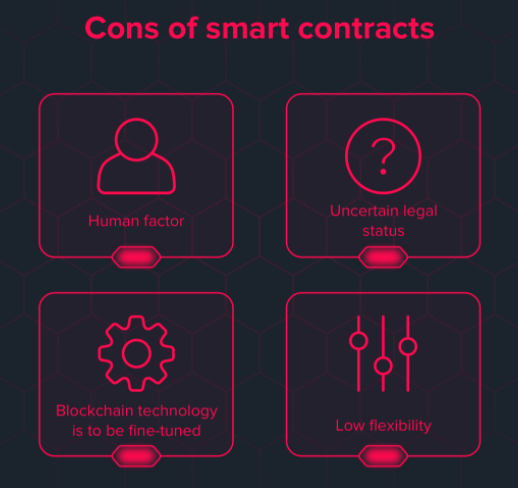 Cons of smart contracts
Human factor
Uncertain legal
status
Blockchain technology
is to be fine-tuned
Low flexibility